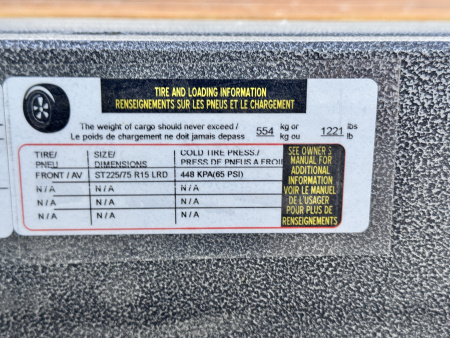 TIRE AND LOADING INFORMATION
RENSEIGNEMENTS SUR LES PNEUS ET LE CHARGEMENT
The weight of cargo should never exceed / 554 kg or 1221 lbs
Le poids de chargement ne doit jamais depass kg ou lb
TIRE/ SIZE/ COLD TIRE PRESS./
PNEU DIMENSIONS PRESS DE PNEUS A FROI
FRONT / AV ST225/75 R15 LRD 448 KPA(65 PSI)
N/A N/A N/A
N/A N/A N/A
N/A N/A N/A
SEE OWNER'S
MANUAL FOR
ADDITIONAL
INFORMATION
VOIR LE MANUEL
DE L'USAGER
POUR PLUS DE
RENSEIGNEMENTS